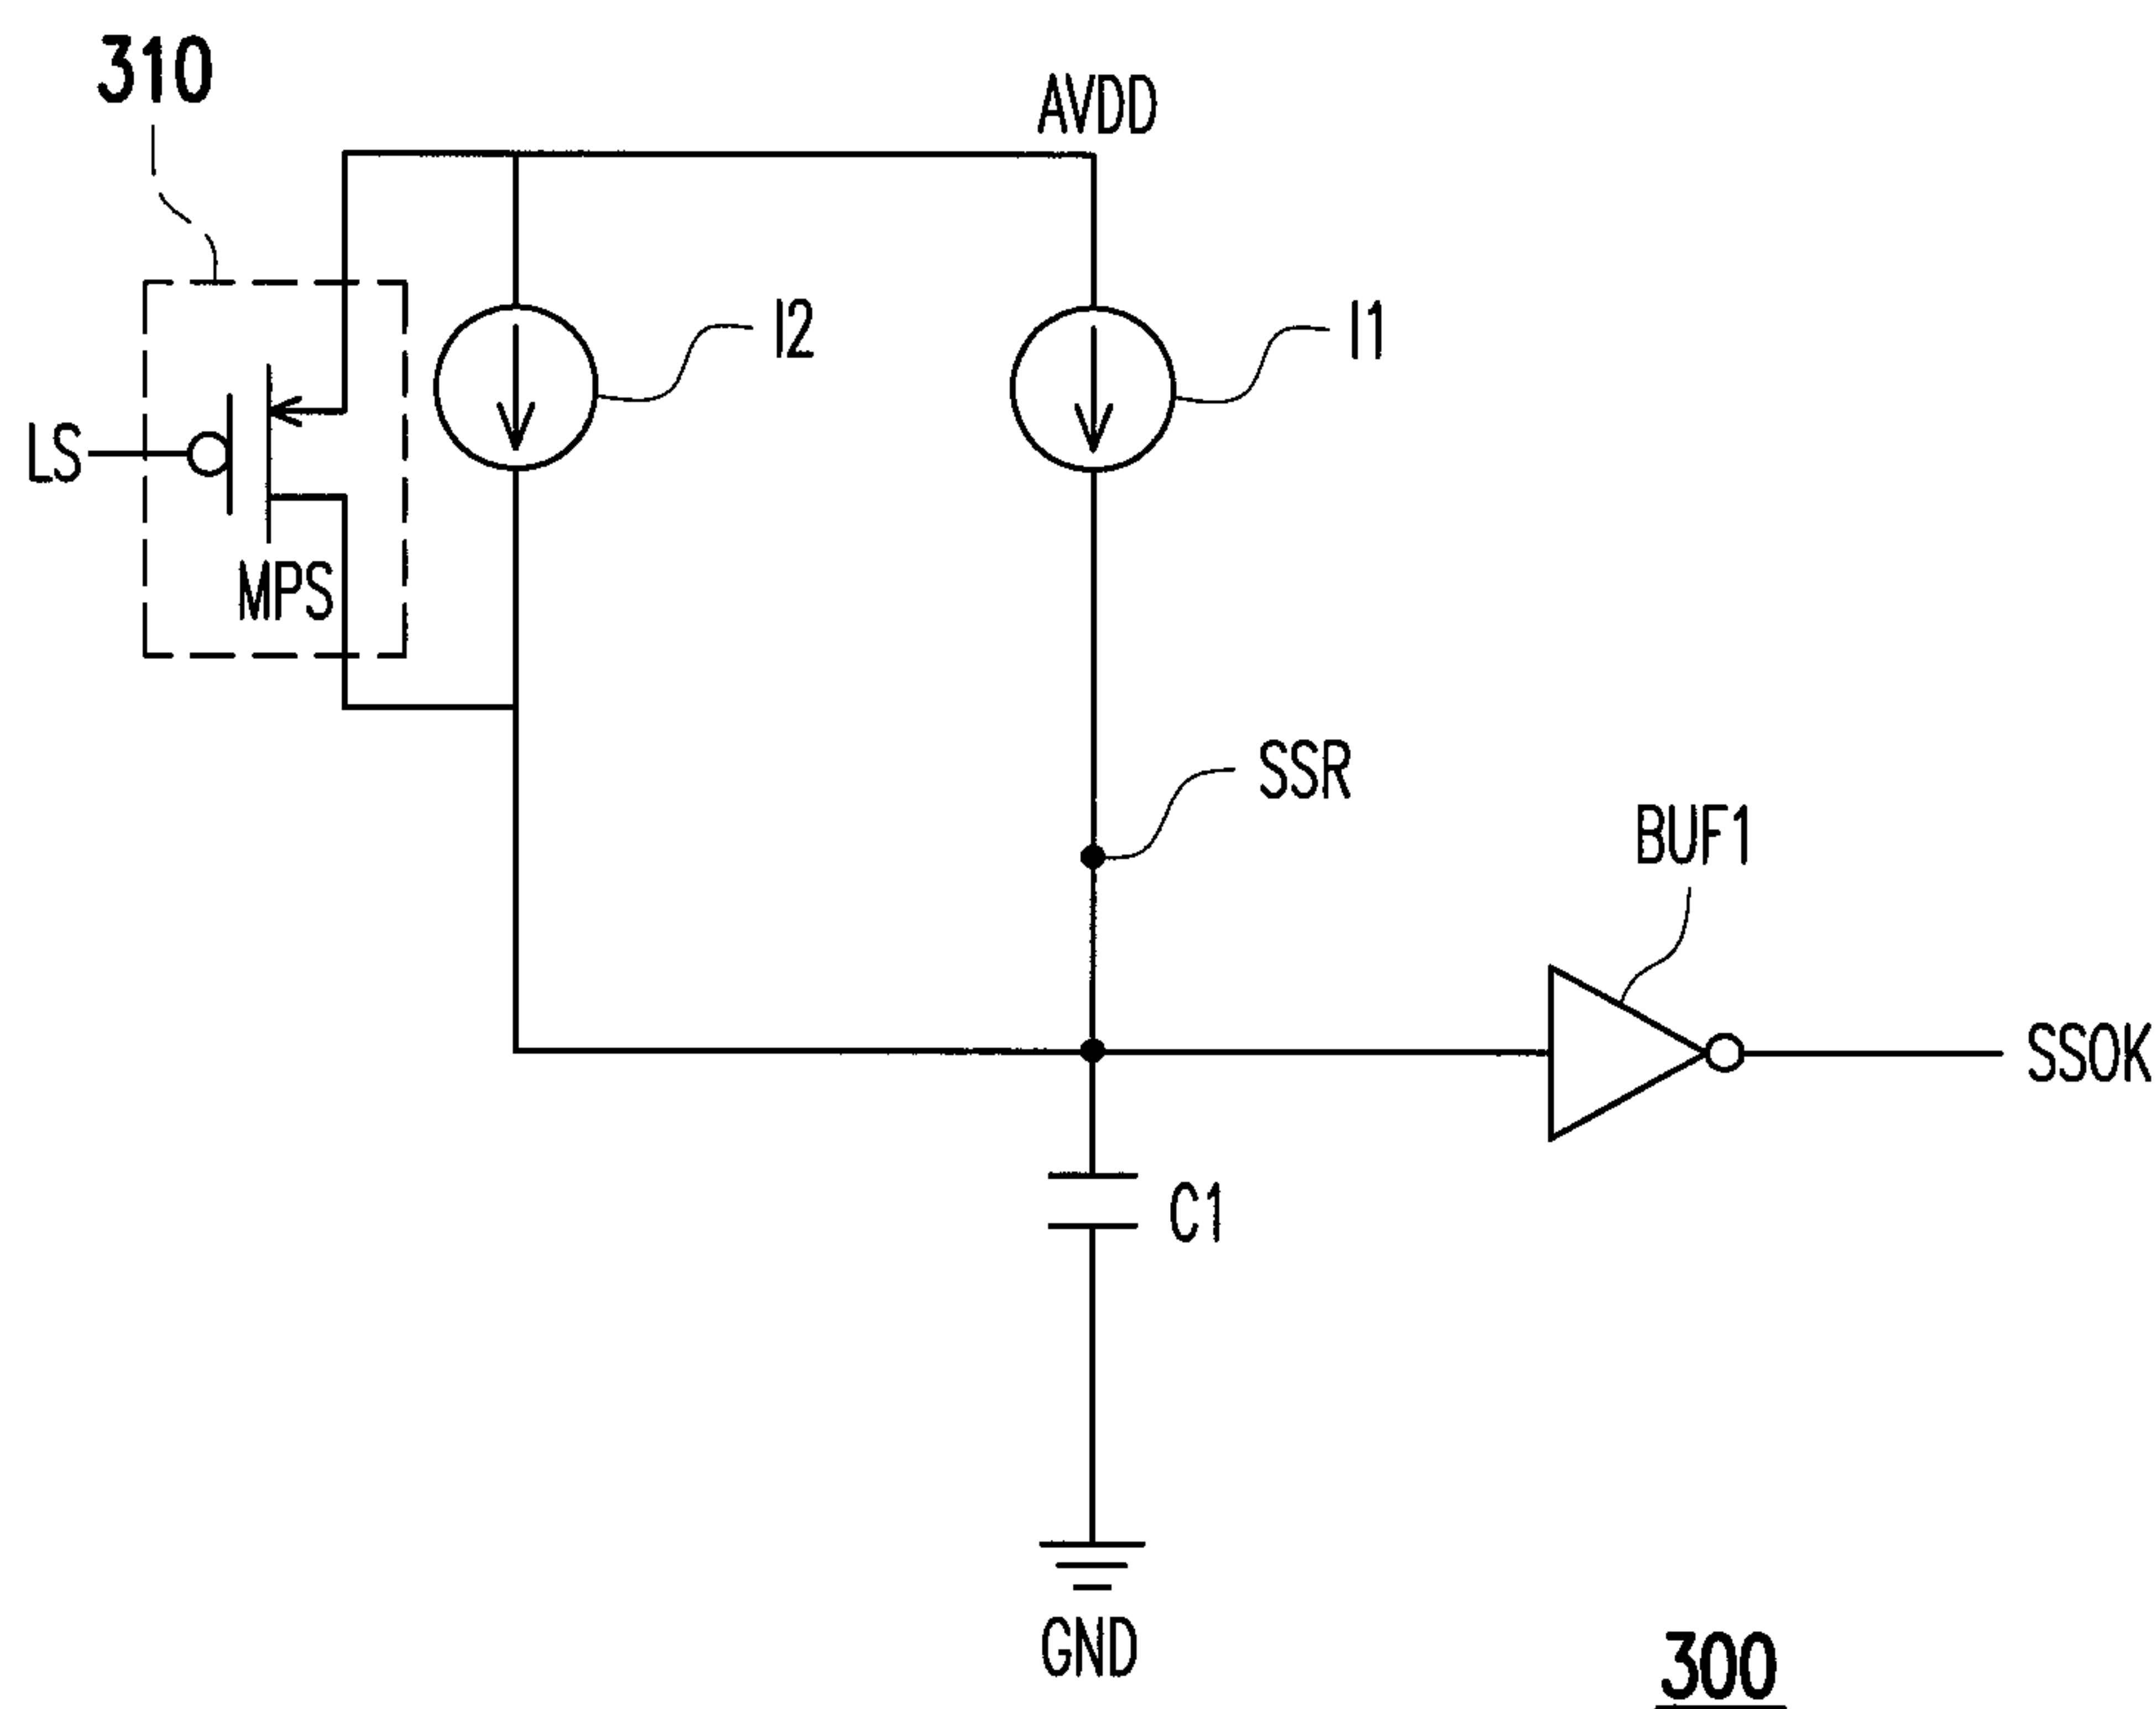 310
AVDD
I2
I1
LS
MPS
SSR
BUF1
SSOK
C1
GND
300